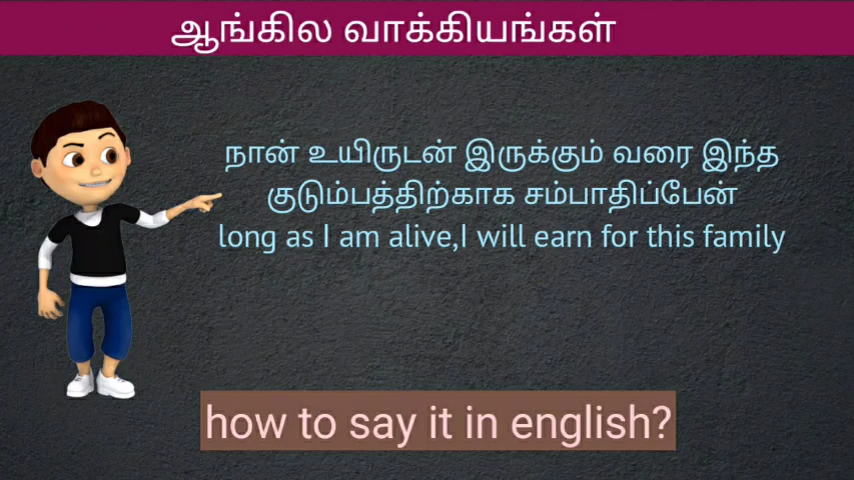 ஆங்கில வாக்கியங்கள்
நான் உயிருடன் இருக்கும் வரை இந்த
குடும்பத்திற்காக சம்பாதிப்பேன்
long as I am alive,I will earn for this family
how to say it in english?